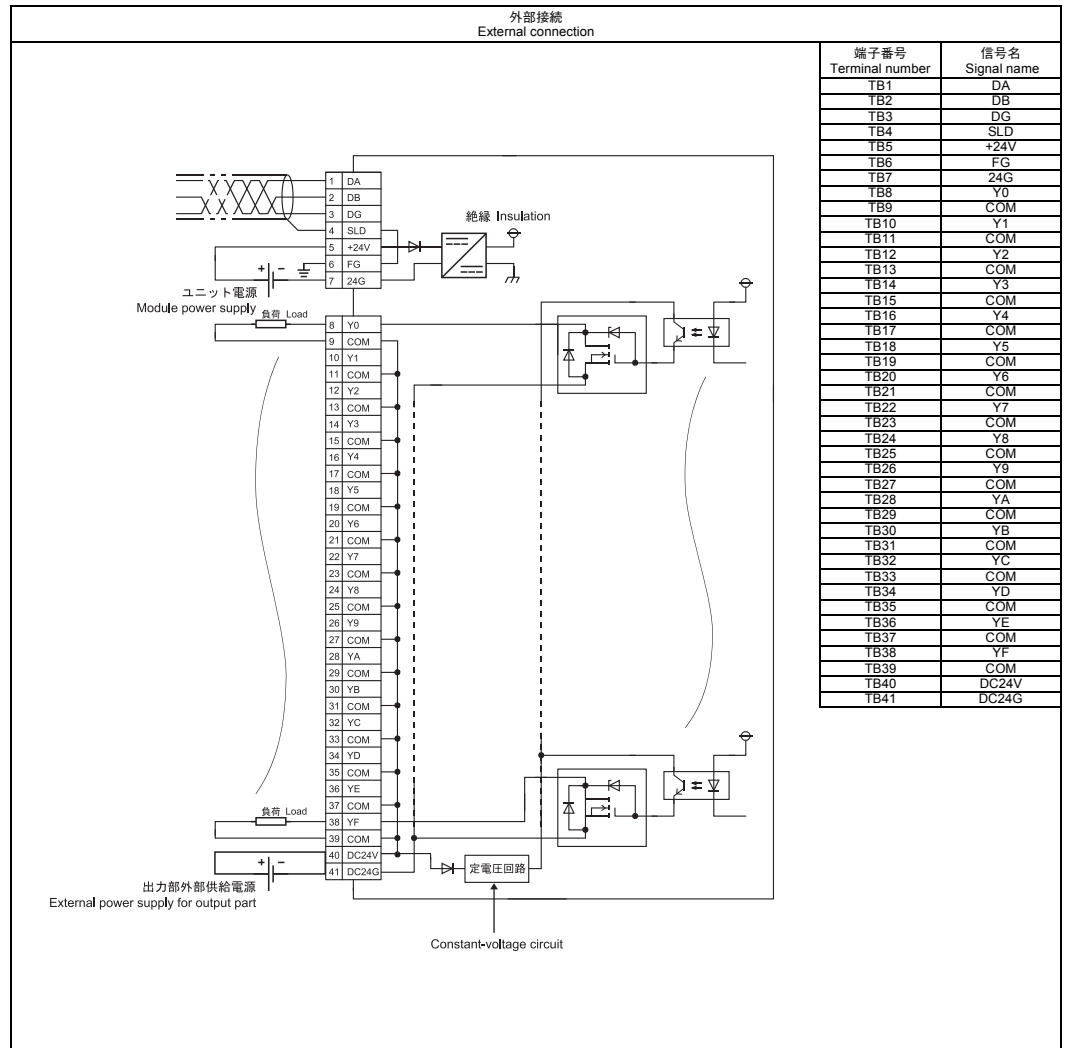 外部接続
External connection
端子番号
Terminal number
信号名
Signal name
TB1 DA
TB2 DB
TB3 DG
TB4 SLD
TB5 +24V
TB6 FG
TB7 24G
TB8 Y0
TB9 COM
TB10 Y1
TB11 COM
TB12 Y2
TB13 COM
TB14 Y3
TB15 COM
TB16 Y4
TB17 COM
TB18 Y5
TB19 COM
TB20 Y6
TB21 COM
TB22 Y7
TB23 COM
TB24 Y8
TB25 COM
TB26 Y9
TB27 COM
TB28 YA
TB29 COM
TB30 YB
TB31 COM
TB32 YC
TB33 COM
TB34 YD
TB35 COM
TB36 YE
TB37 COM
TB38 YF
TB39 COM
TB40 DC24V
TB41 DC24G
1 DA
2 DB
3 DG
4 SLD
5 +24V
6 FG
7 24G
絶縁 Insulation
+ −
ユニット電源
Module power supply
負荷 Load
8 Y0
9 COM
10 Y1
11 COM
12 Y2
13 COM
14 Y3
15 COM
16 Y4
17 COM
18 Y5
19 COM
20 Y6
21 COM
22 Y7
23 COM
24 Y8
25 COM
26 Y9
27 COM
28 YA
29 COM
30 YB
31 COM
32 YC
33 COM
34 YD
35 COM
36 YE
37 COM
38 YF
39 COM
40 DC24V
41 DC24G
負荷 Load
+ −
出力部外部供給電源
External power supply for output part
定電圧回路
Constant-voltage circuit